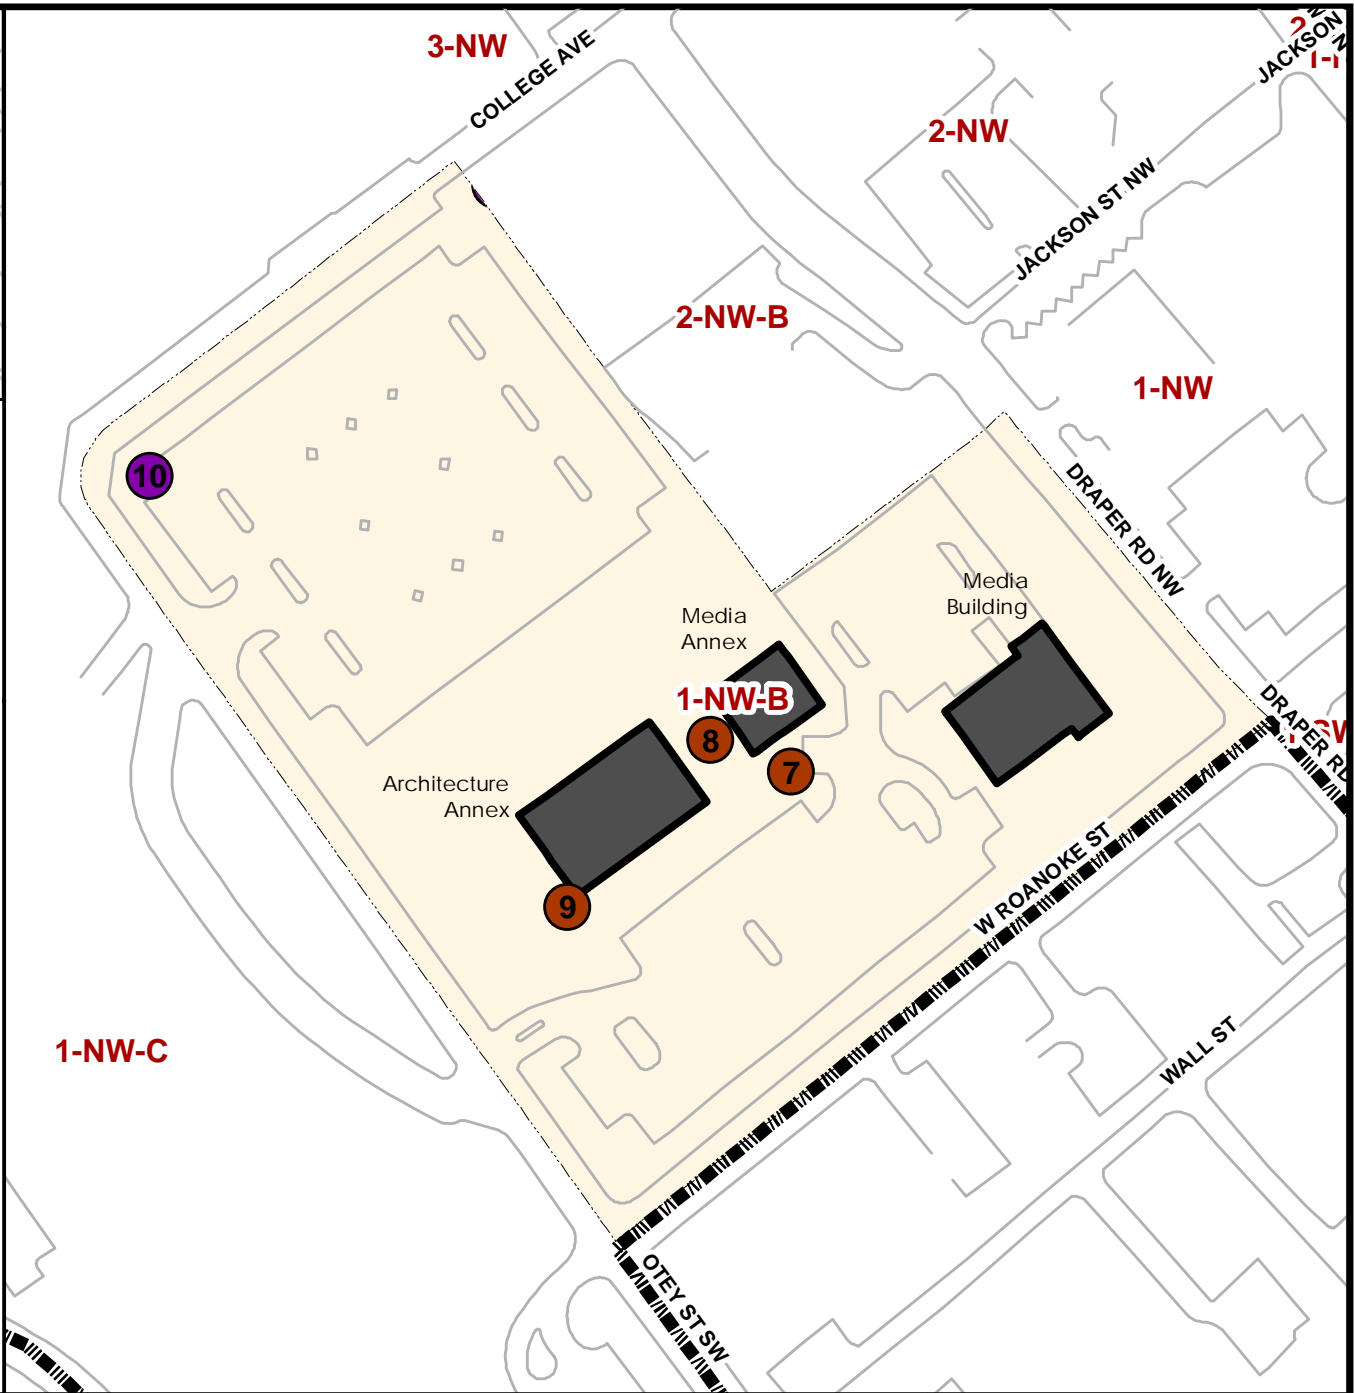 3-NW
COLLEGE AVE
JACKSON
2-NW
JACKSON ST NW
2-NW-B
1-NW
10
DRAPER RD NW
Media
Building
Media
Annex
1-NW-B
8
7
DRAPER RD
Architecture
Annex
9
W ROANOKE ST
1-NW-C
WALL ST
OTEY ST SW